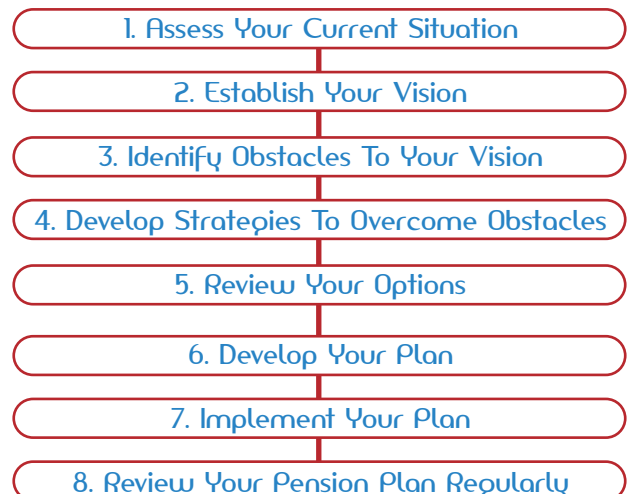 1. Assess Your Current Situation
2. Establish Your Vision
3. Identify Obstacles To Your Vision
4. Develop Strategies To Overcome Obstacles
5. Review Your Options
6. Develop Your Plan
7. Implement Your Plan
8. Review Your Pension Plan Regularly